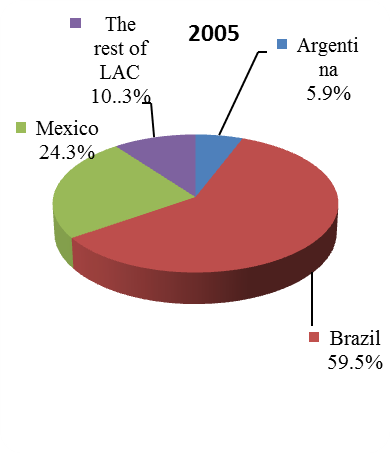 2005
The
rest of
LAC
10..3%
Argenti
na
5.9%
Mexico
24.3%
Brazil
59.5%